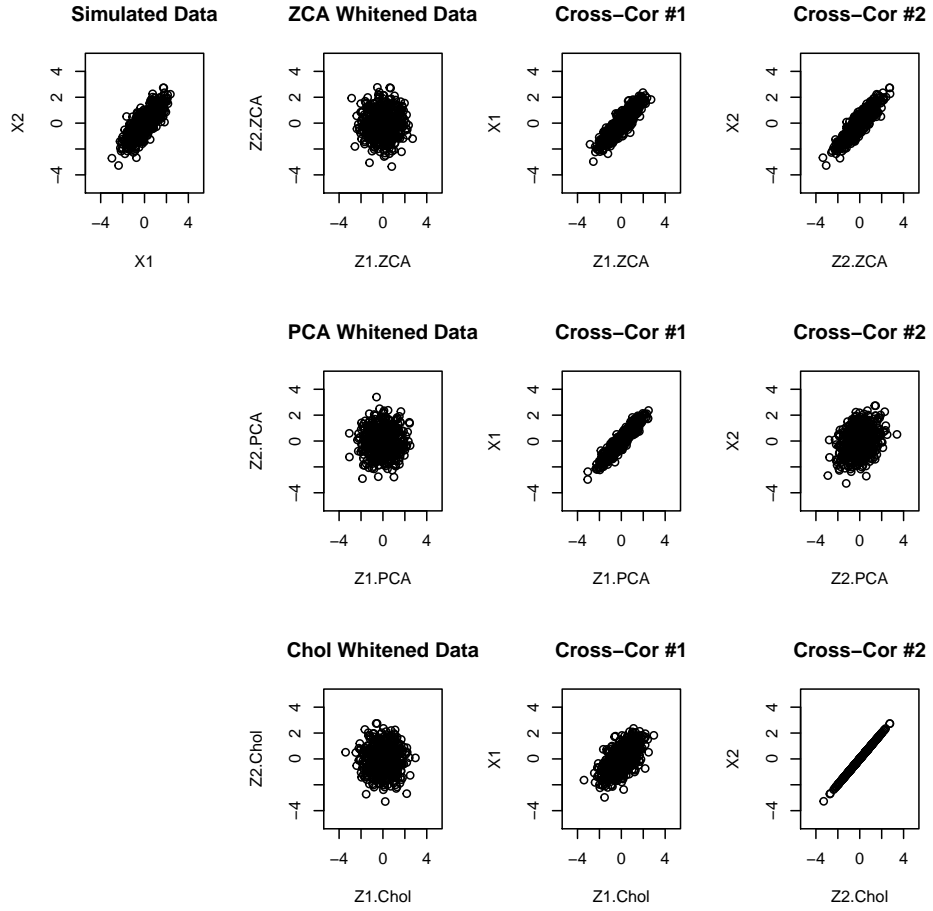 Simulated Data
X2
4
2
0
−4
−4
0
4
X1
ZCA Whitened Data
Z2.ZCA
4
2
0
−4
−4
0
4
Z1.ZCA
Cross−Cor #1
X1
4
2
0
−4
−4
0
4
Z1.ZCA
Cross−Cor #2
X2
4
2
0
−4
−4
0
4
Z2.ZCA
PCA Whitened Data
Z2.PCA
4
2
0
−4
−4
0
4
Z1.PCA
Cross−Cor #1
X1
4
2
0
−4
−4
0
4
Z1.PCA
Cross−Cor #2
X2
4
2
0
−4
−4
0
4
Z2.PCA
Chol Whitened Data
Z2.Chol
4
2
0
−4
−4
0
4
Z1.Chol
Cross−Cor #1
X1
4
2
0
−4
−4
0
4
Z1.Chol
Cross−Cor #2
X2
4
2
0
−4
−4
0
4
Z2.Chol